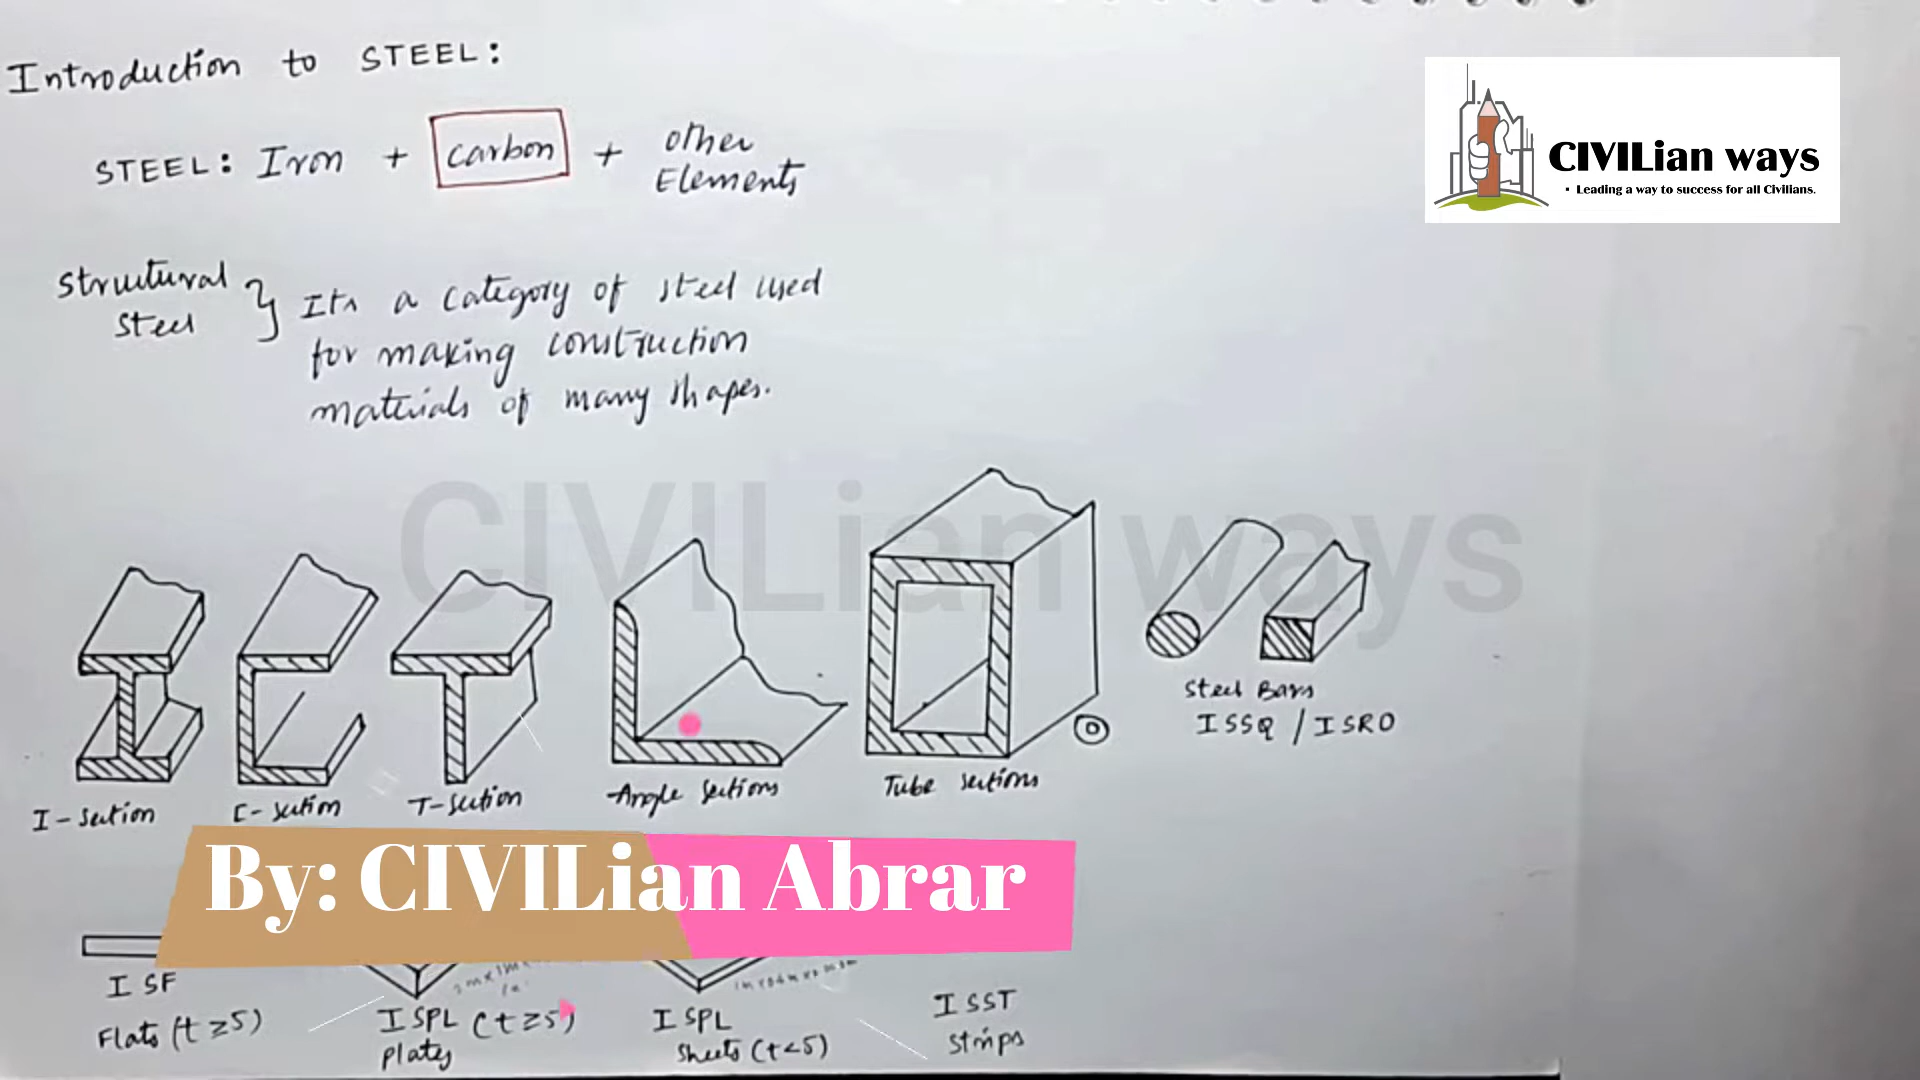 Introduction to STEEL:
CIVILian ways
Leading a way to success for all Civilians.
STEEL: Iron + carbon + other Elements
Structural Steel } Its a category of steel used
for making construction
materials of many shapes.
CIVILian ways
Steel Bars
ISSQ / ISRO
I-section
C-section
T-section
Angle sections
Tube sections
By: CIVILian Abrar
ISF
Flats (t ≥ 5)
ISPL (t ≥ 5)
plates
ISPL
sheets (t < 5)
ISST
strips